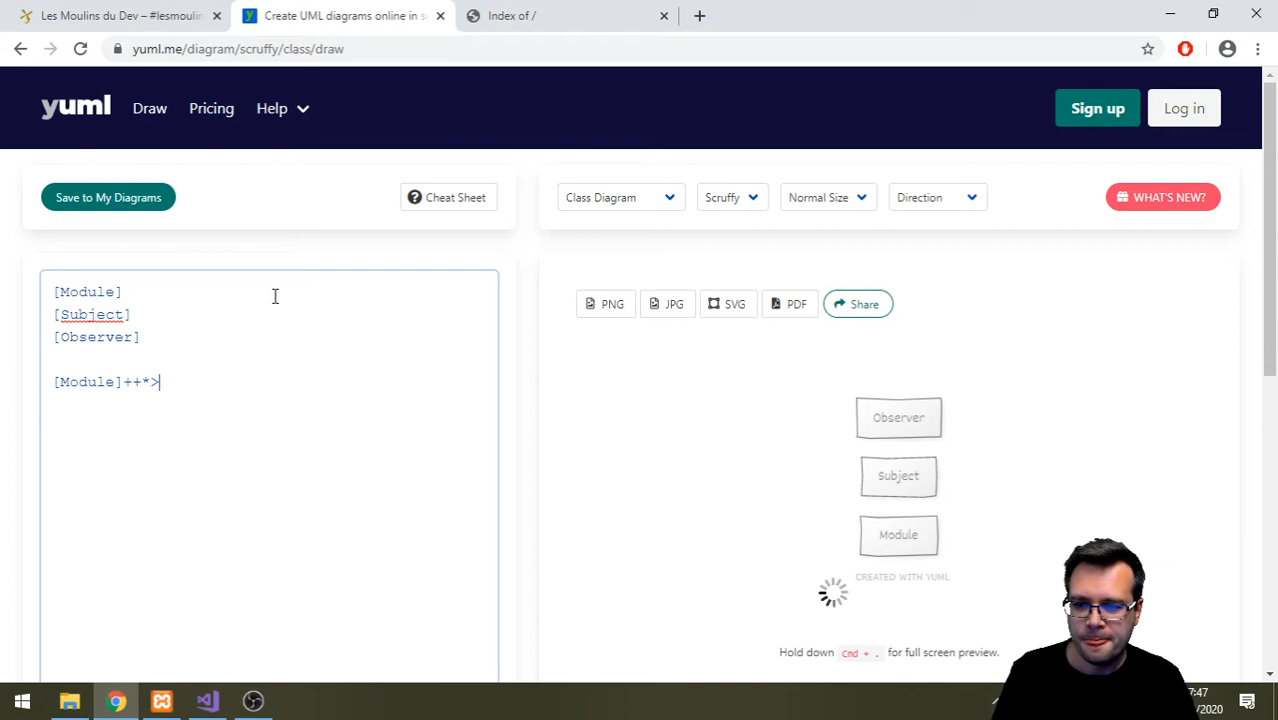 Les Moulins du Dev – #lesmoulin
Create UML diagrams online in s
Index of /
yuml.me/diagram/scruffy/class/draw
yuml
Draw
Pricing
Help
Sign up
Log in
Save to My Diagrams
Cheat Sheet
Class Diagram
Scruffy
Normal Size
Direction
WHAT'S NEW?
[Module]
[Subject]
[Observer]
[Module]++*>
PNG
JPG
SVG
PDF
Share
Observer
Subject
Module
CREATED WITH YUML
Hold down Cmd + . for full screen preview.
7:47
/2020